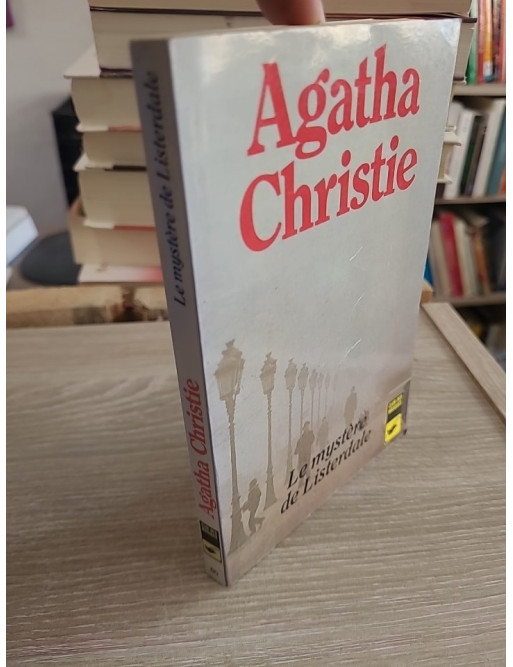 Agatha
Christie
Le mystère
de Listerdale
Le mystère de Listerdale
Agatha Christie